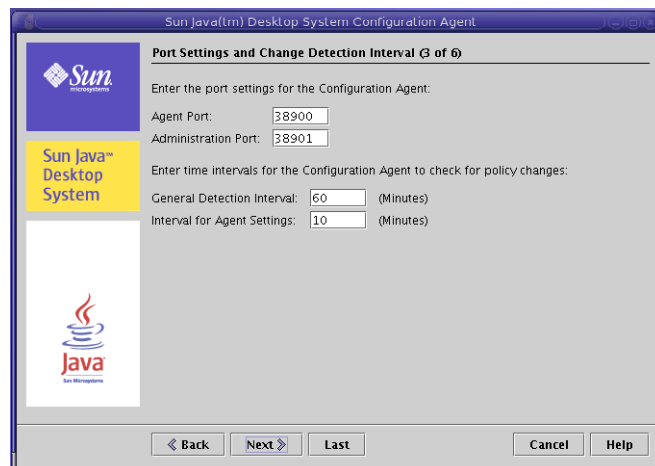 Sun Java(tm) Desktop System Configuration Agent
Sun
microsystems
Sun Java™
Desktop
System
Java
Sun Microsystems
Port Settings and Change Detection Interval (3 of 6)
Enter the port settings for the Configuration Agent:
Agent Port: 38900
Administration Port: 38901
Enter time intervals for the Configuration Agent to check for policy changes:
General Detection Interval: 60 (Minutes)
Interval for Agent Settings: 10 (Minutes)
Back Next Last Cancel Help